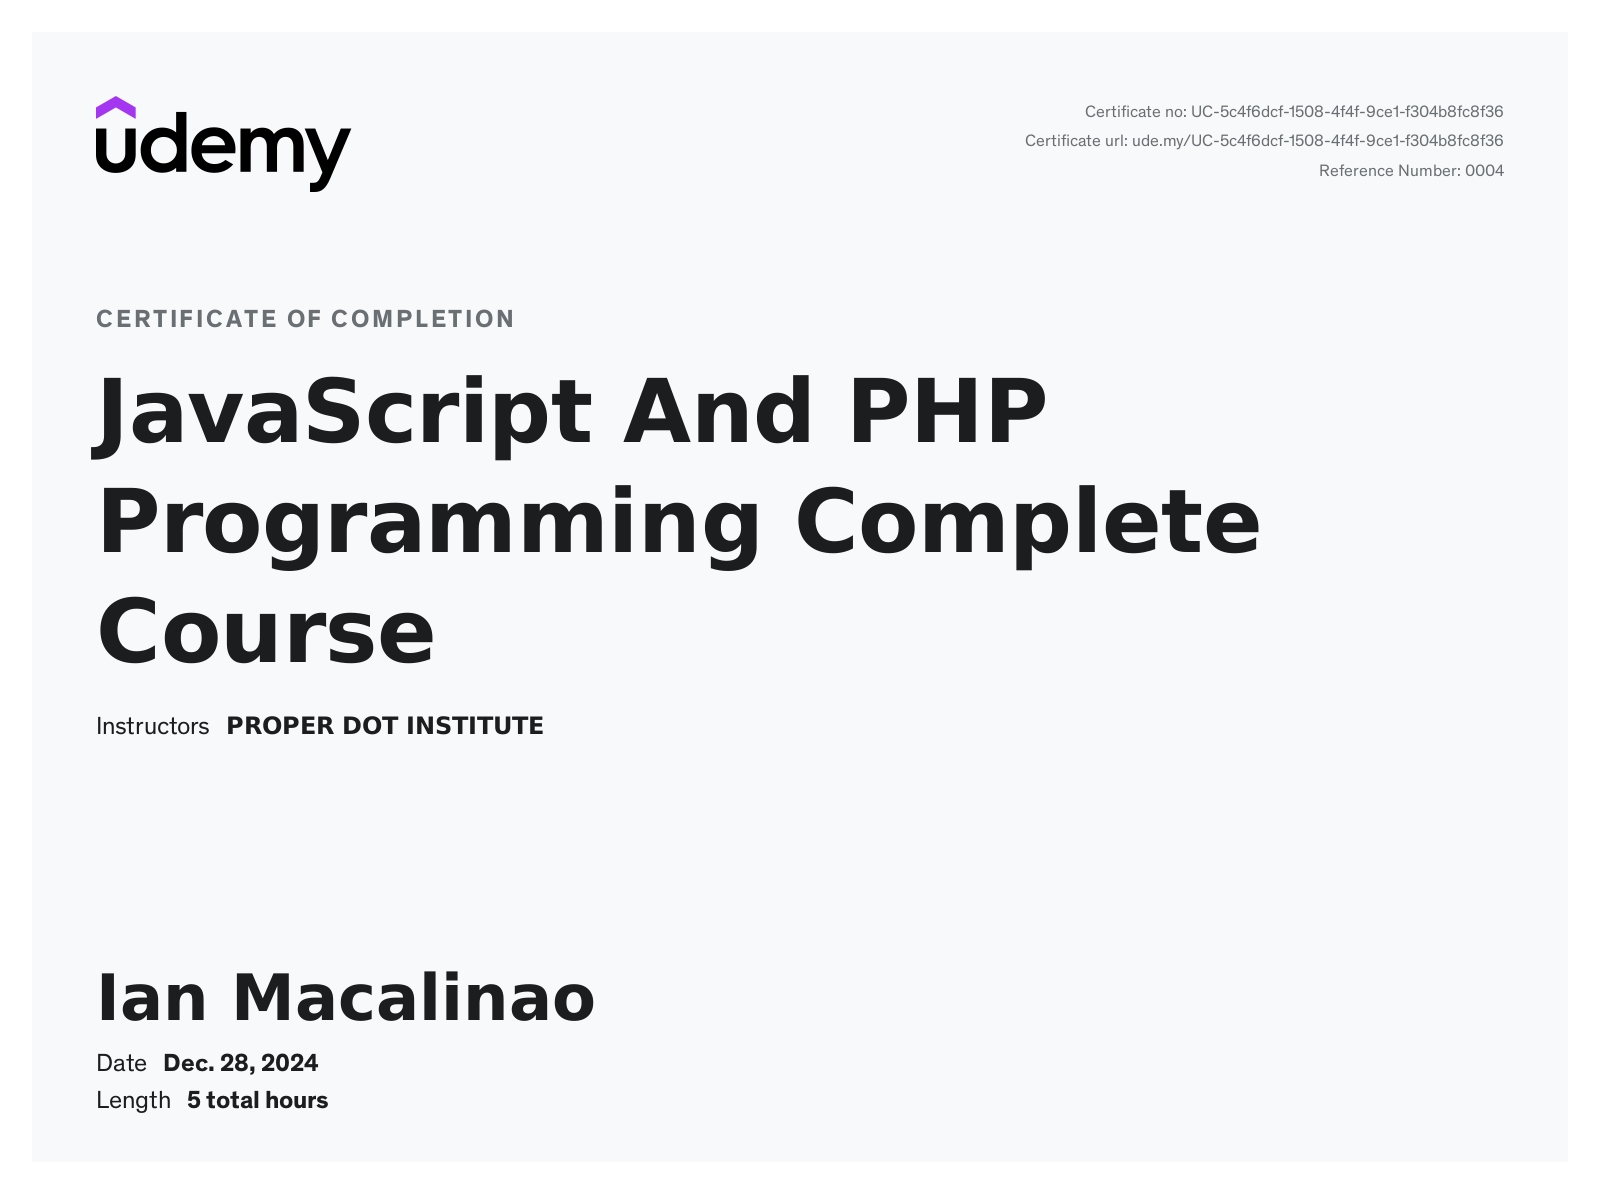 udemy
Certificate no: UC-5c4f6dcf-1508-4f4f-9ce1-f304b8fc8f36
Certificate url: ude.my/UC-5c4f6dcf-1508-4f4f-9ce1-f304b8fc8f36
Reference Number: 0004
CERTIFICATE OF COMPLETION
JavaScript And PHP
Programming Complete
Course
Instructors PROPER DOT INSTITUTE
Ian Macalinao
Date Dec. 28, 2024
Length 5 total hours